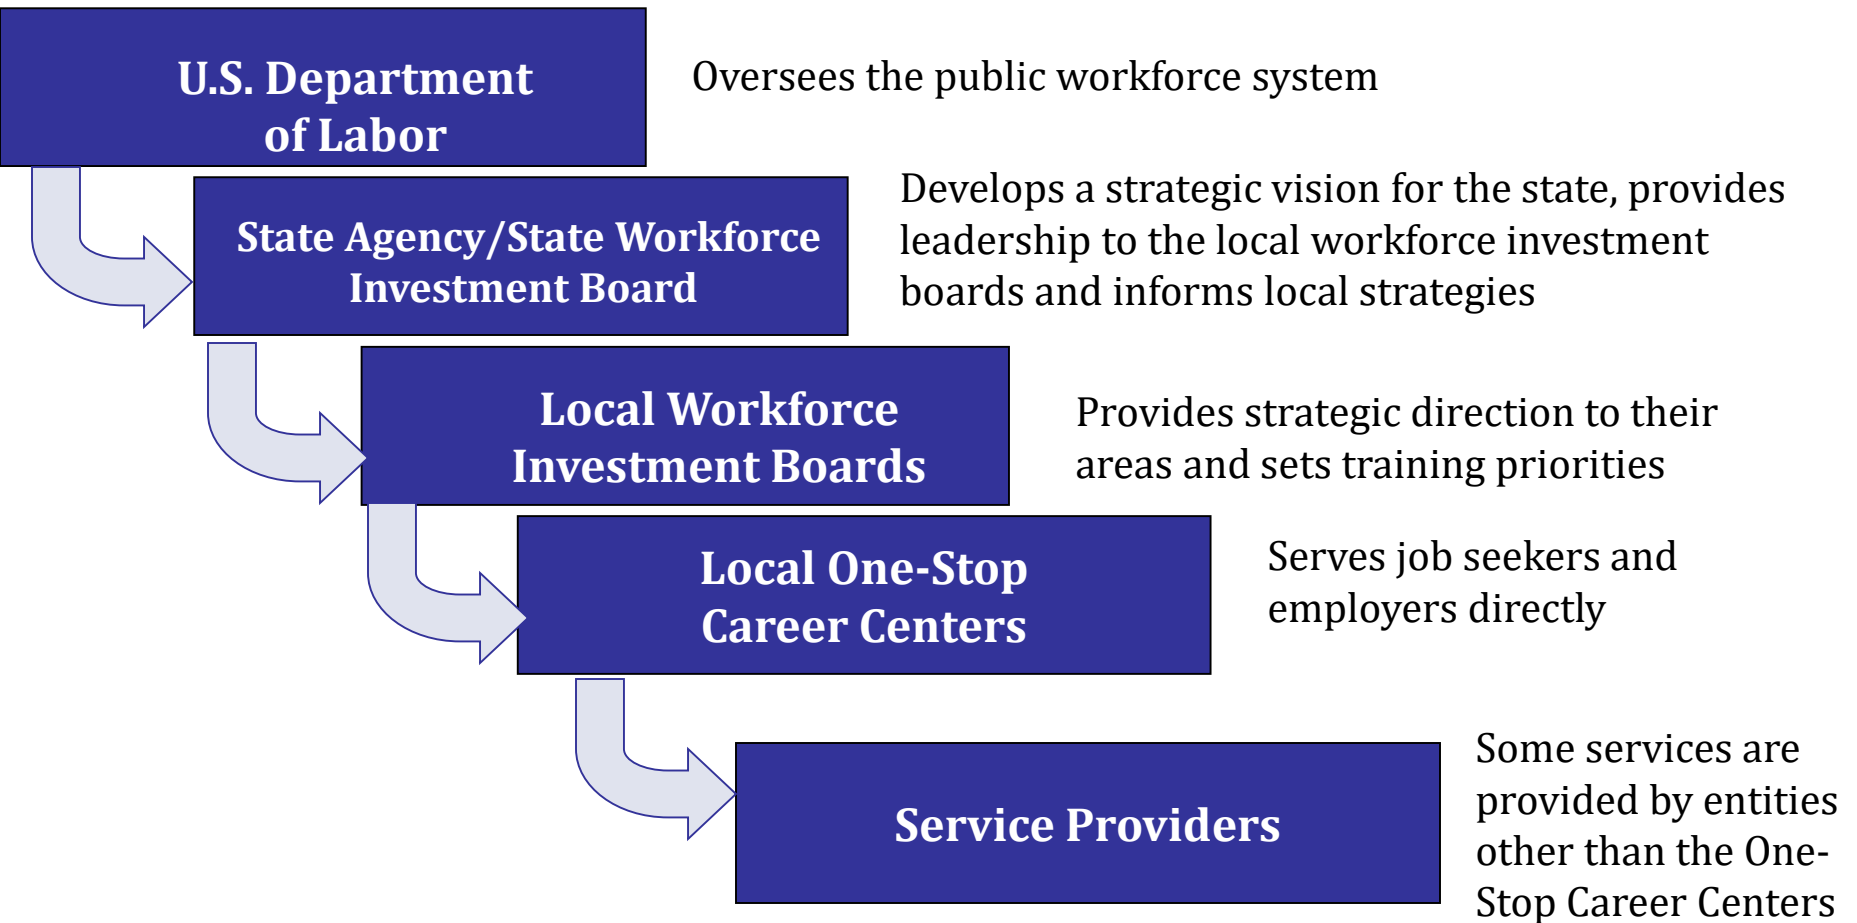 U.S. Department
of Labor
Oversees the public workforce system
State Agency/State Workforce
Investment Board
Develops a strategic vision for the state, provides
leadership to the local workforce investment
boards and informs local strategies
Local Workforce
Investment Boards
Provides strategic direction to their
areas and sets training priorities
Local One-Stop
Career Centers
Serves job seekers and
employers directly
Service Providers
Some services are
provided by entities
other than the One-
Stop Career Centers